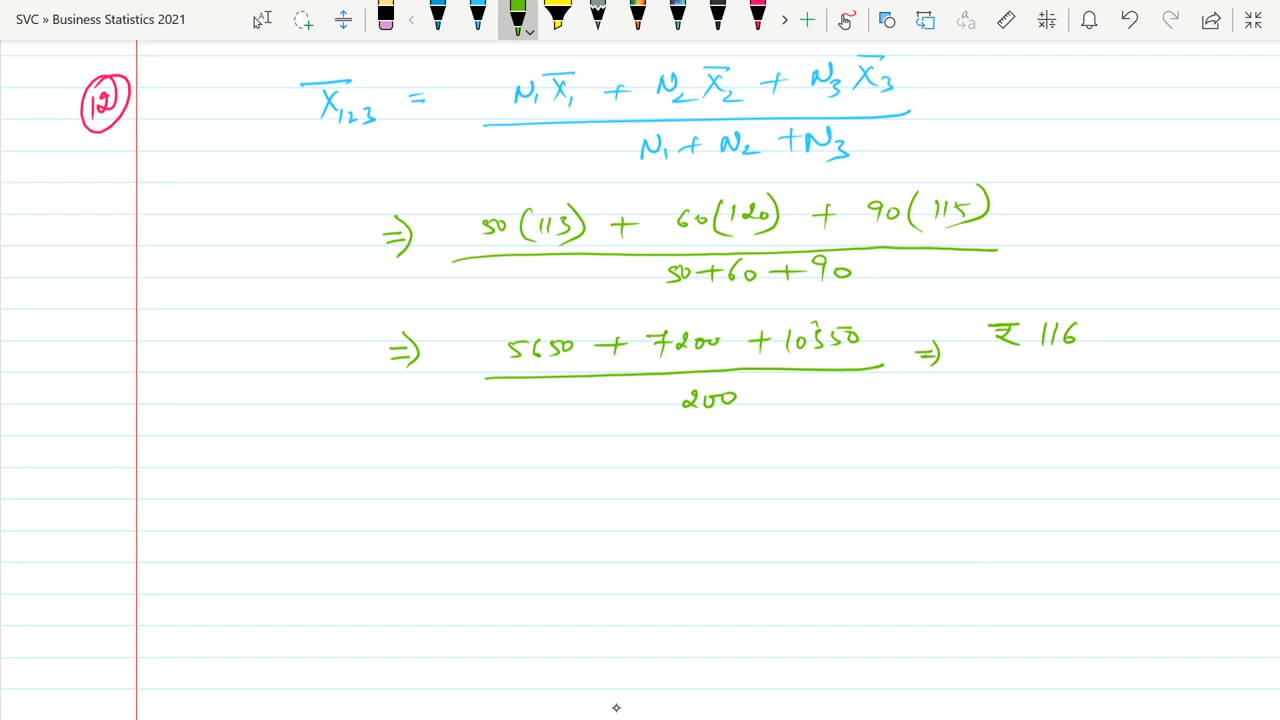 SVC » Business Statistics 2021
12
X̅₁₂₃ = N₁X̅₁ + N₂X̅₂ + N₃X̅₃
N₁ + N₂ + N₃
⇒ 50(113) + 60(120) + 90(115)
50+60+90
⇒ 5650 + 7200 + 10350 ⇒ ₹ 116
200